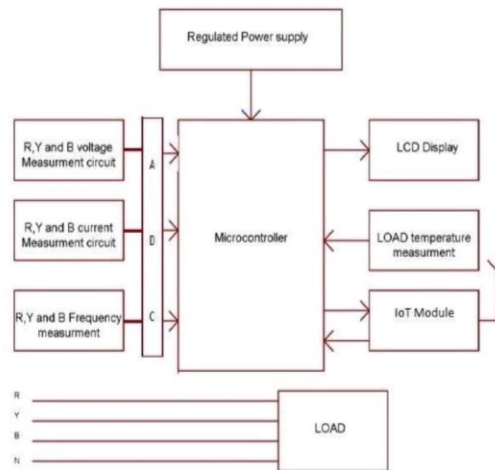 Regulated Power supply
R,Y and B voltage
Measurment circuit
A
LCD Display
R,Y and B current
Measurment circuit
D
Microcontroller
LOAD temperature
measurment
R,Y and B Frequency
measurment
C
IoT Module
R
Y
B
N
LOAD